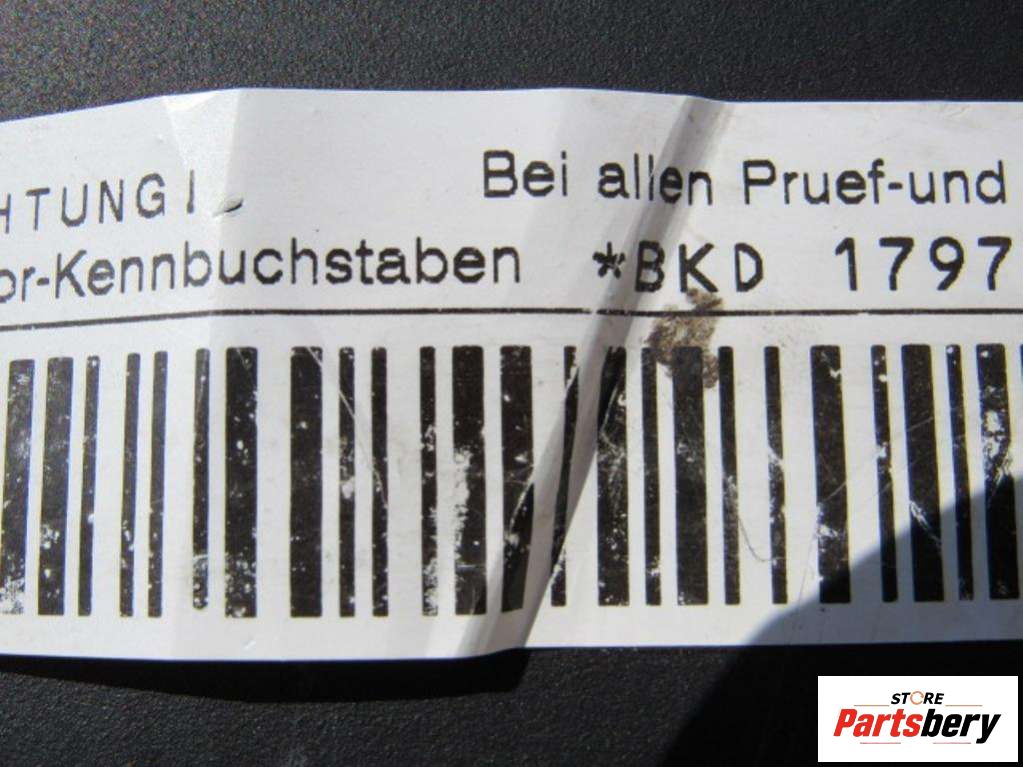 HTUNG! Bei allen Pruef-und
or-Kennbuchstaben *BKD 1797
STORE
Partsbery